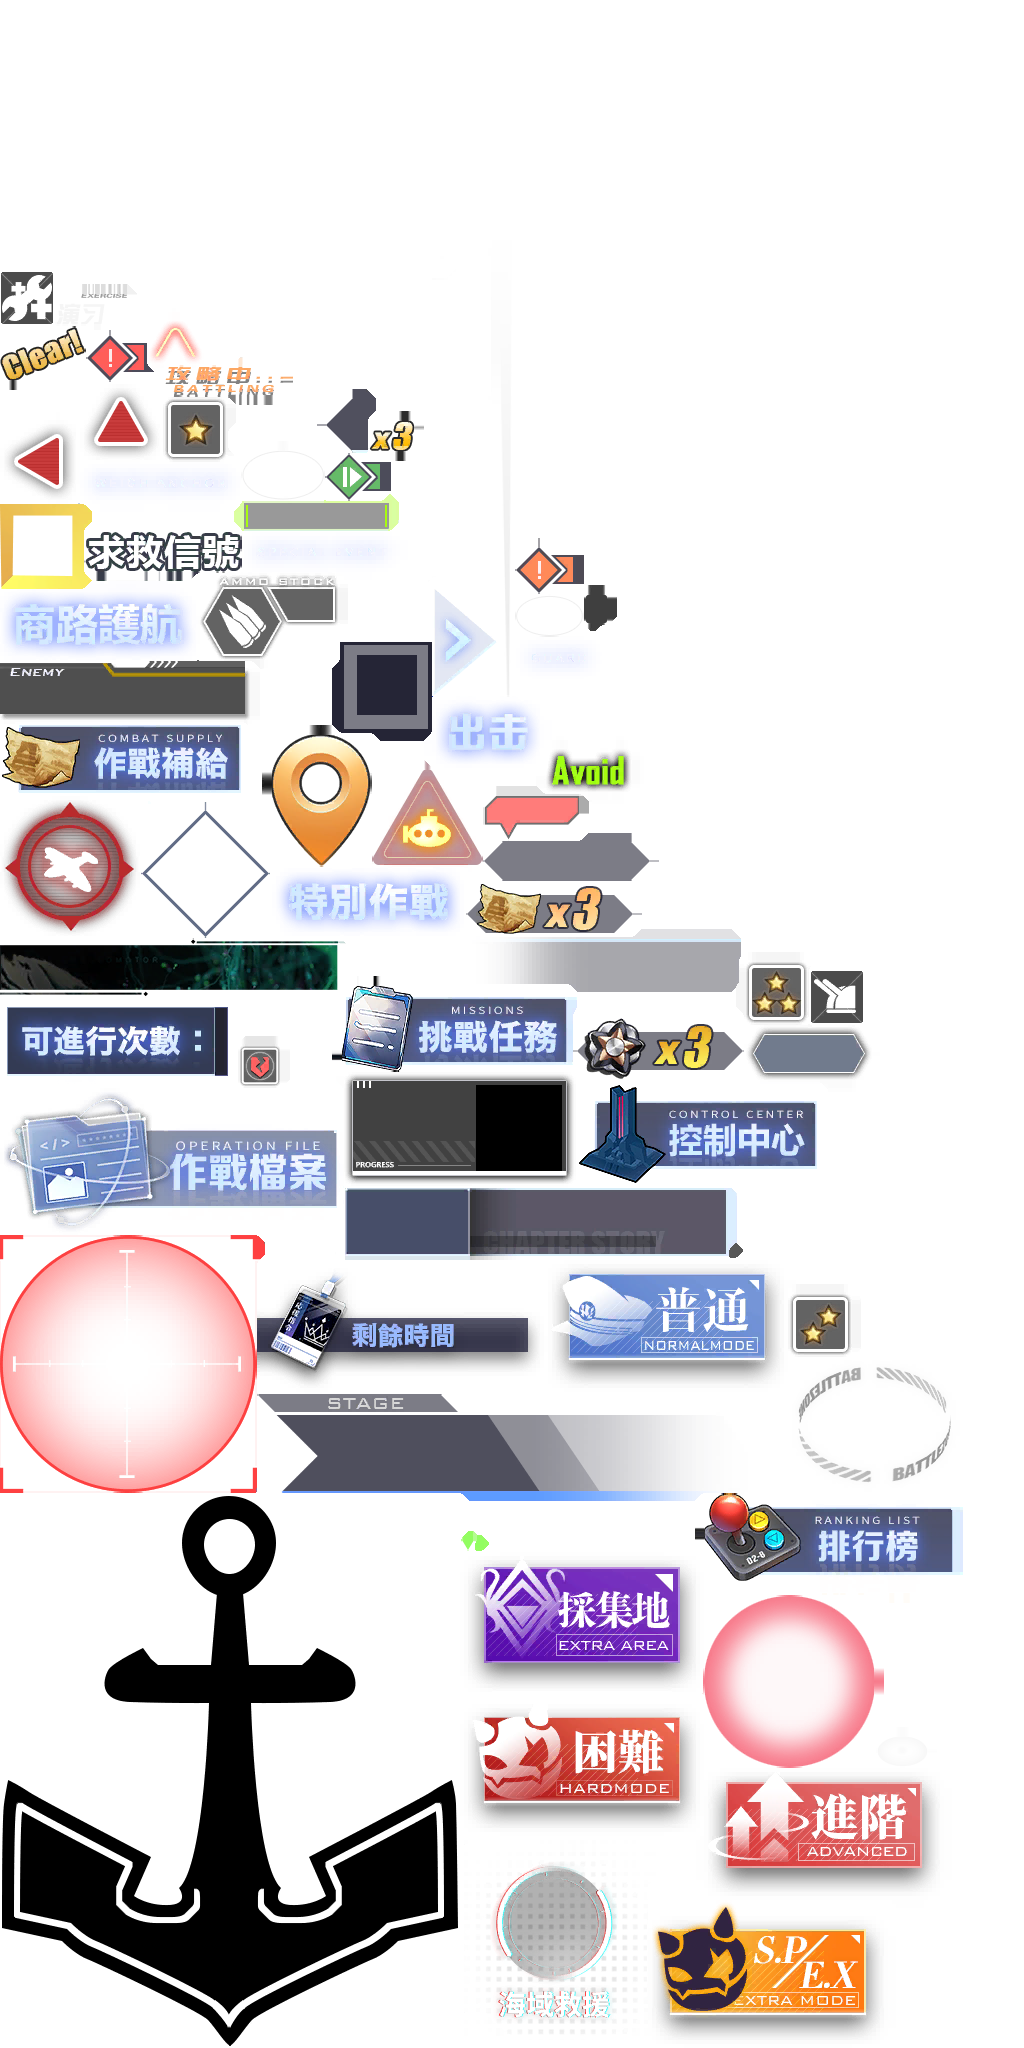 EXERCISE
演习
Clear!
攻略中...
BATTLING
x3
求救信號
AMMO STOCK
商路護航
ENEMY
出击
COMBAT SUPPLY
作戰補給
Avoid
特別作戰
x3
MISSIONS
挑戰任務
可進行次數：
x3
CONTROL CENTER
控制中心
PROGRESS
</>
OPERATION FILE
作戰檔案
CHAPTER STORY
剩餘時間
普通
NORMALMODE
STAGE
BATTLE
RANKING LIST
排行榜
02-8
採集地
EXTRA AREA
困難
HARDMODE
進階
ADVANCED
海域救援
S.P/E.X
EXTRA MODE